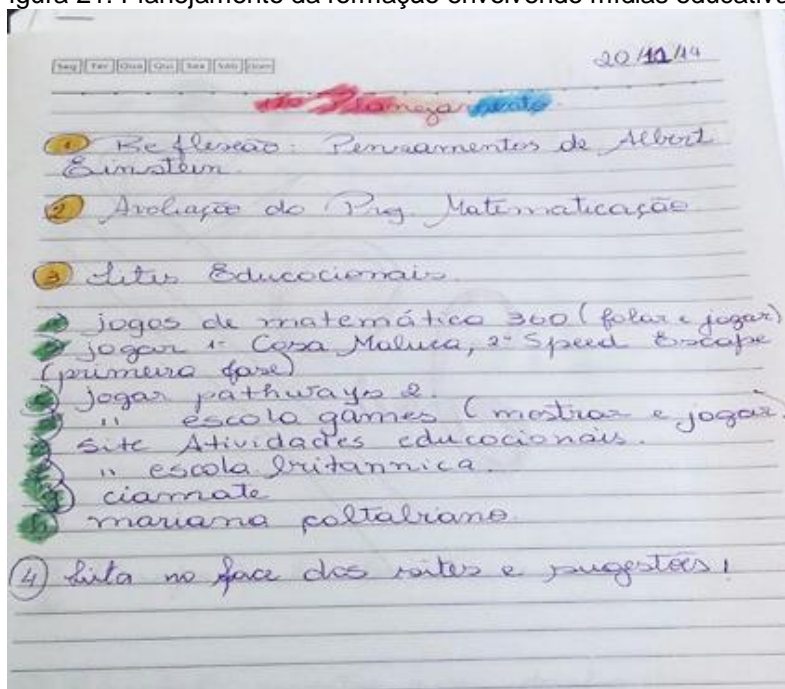 igura 21: Planejamento da formação envolvendo mídias educativa
Seg Ter Qua Qui Sex Sáb Dom
20/11/14
Planejamento
1 Reflexão: Pensamentos de Albert
Einstein.
2 Avaliação do Prog. Matematicação
3 Sites Educacionais.
jogos de matemática 360 (falar e jogar)
jogar 1º Casa Maluca, 2º Speed Escape
(primeira fase)
jogar pathways 2.
" escola games (mostrar e jogar.
site Atividades educacionais.
" escola britannica.
ciamate
mariana
4 Lista no face dos sites e sugestões!